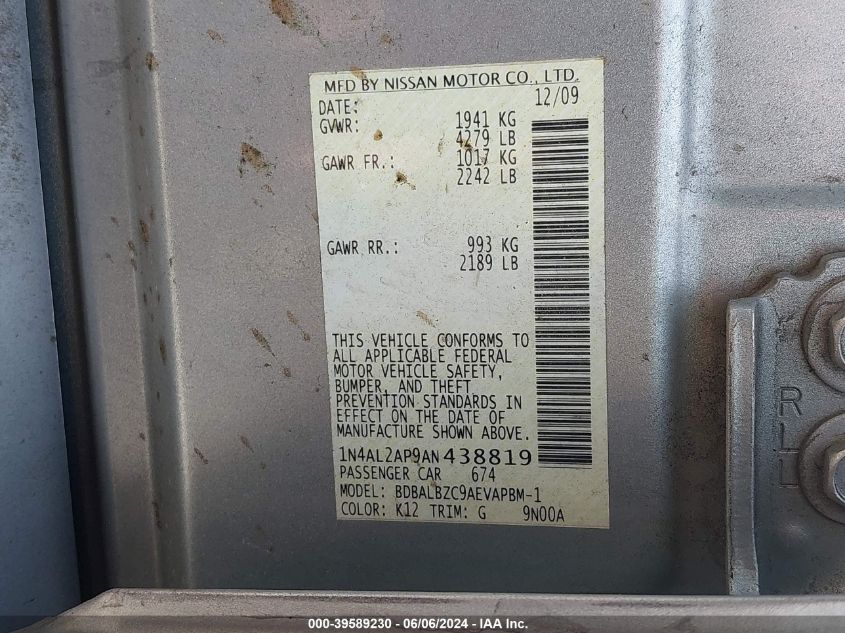 MFD BY NISSAN MOTOR CO., LTD.
DATE: 12/09
GVWR: 1941 KG
4279 LB
GAWR FR.: 1017 KG
2242 LB
GAWR RR.: 993 KG
2189 LB
THIS VEHICLE CONFORMS TO
ALL APPLICABLE FEDERAL
MOTOR VEHICLE SAFETY,
BUMPER, AND THEFT
PREVENTION STANDARDS IN
EFFECT ON THE DATE OF
MANUFACTURE SHOWN ABOVE.
1N4AL2AP9AN438819
PASSENGER CAR 674
MODEL: BDBALBZC9AEVAPBM-1
COLOR: K12 TRIM: G 9N00A
RLL
000-39589230 - 06/06/2024 - IAA Inc.